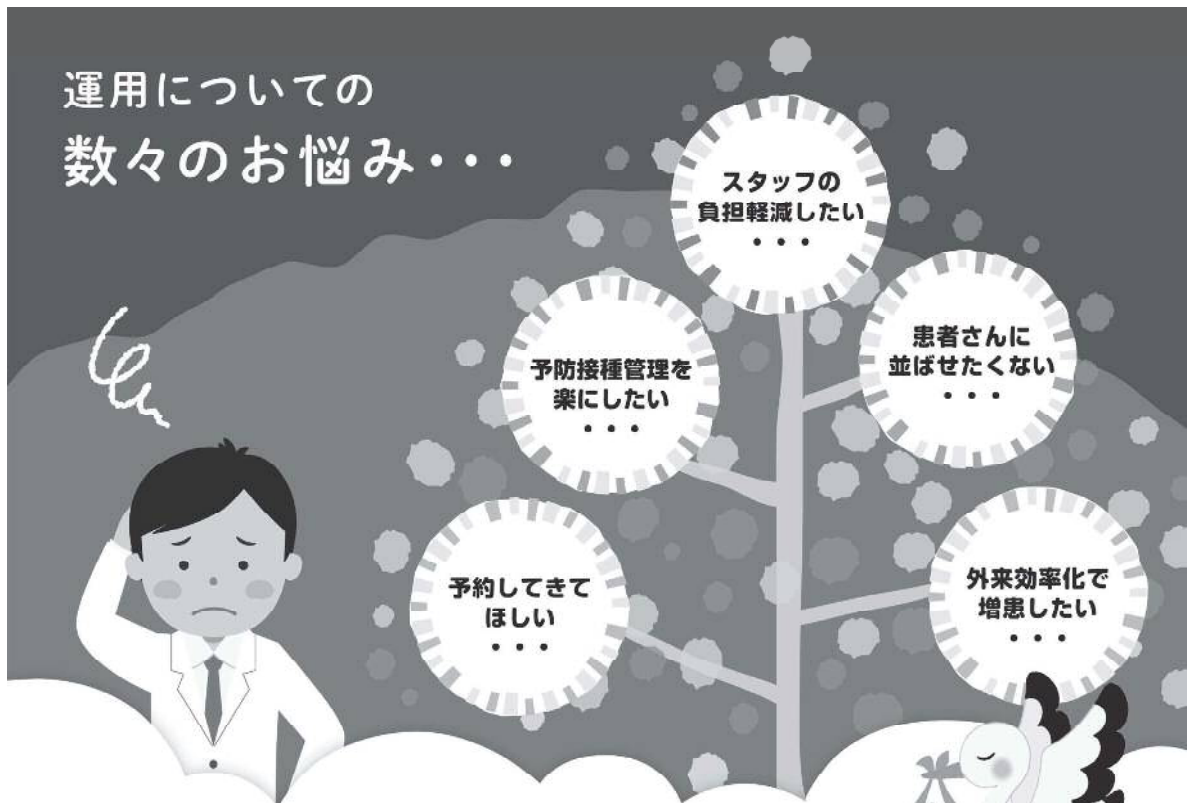 運用についての
数々のお悩み・・・
スタッフの
負担軽減したい
・・・
予防接種管理を
楽にしたい
・・・
患者さんに
並ばせたくない
・・・
予約してきて
ほしい
・・・
外来効率化で
増患したい
・・・